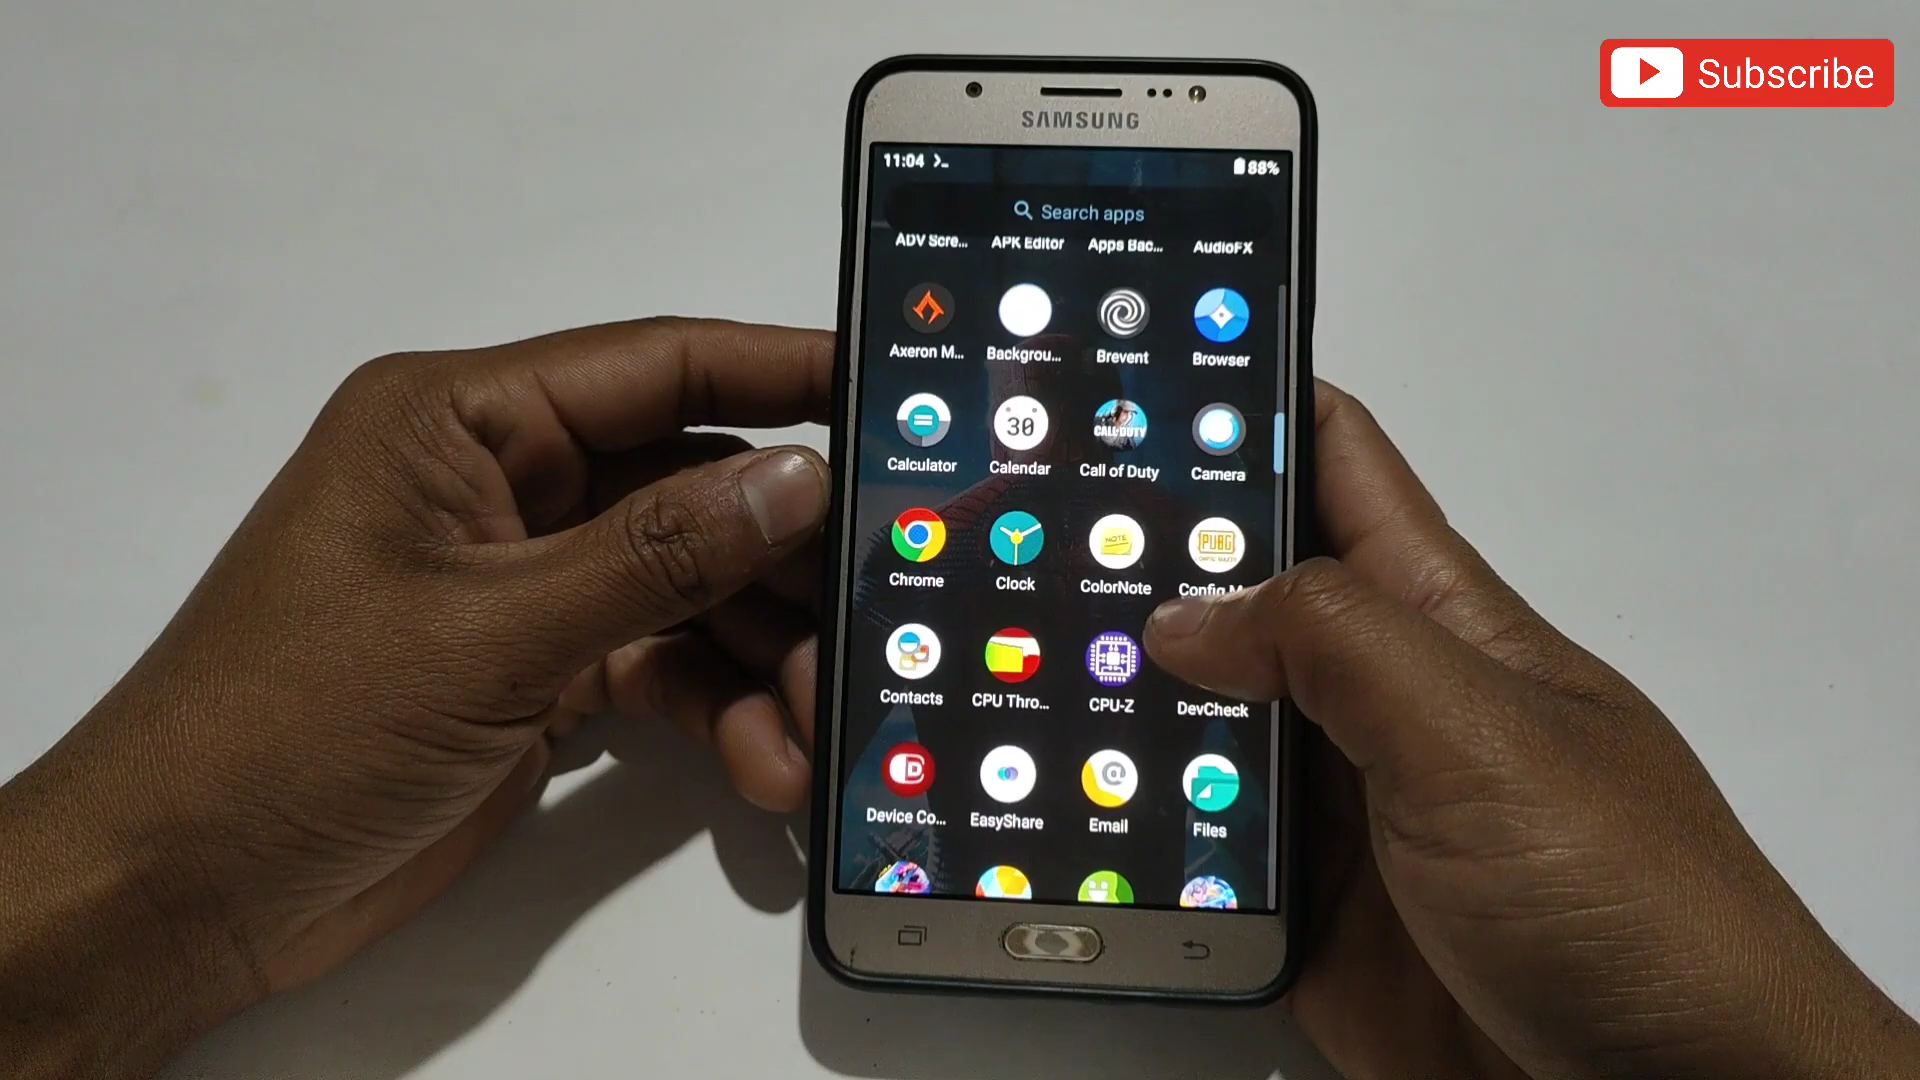 Subscribe
SAMSUNG
11:04
88%
Search apps
ADV Scre... APK Editor Apps Bac... AudioFX
Axeron M... Backgrou... Brevent Browser
30
CALL·DUTY
Calculator Calendar Call of Duty Camera
NOTE
PUBG
Chrome Clock ColorNote Config M
Contacts CPU Thro... CPU-Z DevCheck
@
Device Co... EasyShare Email Files